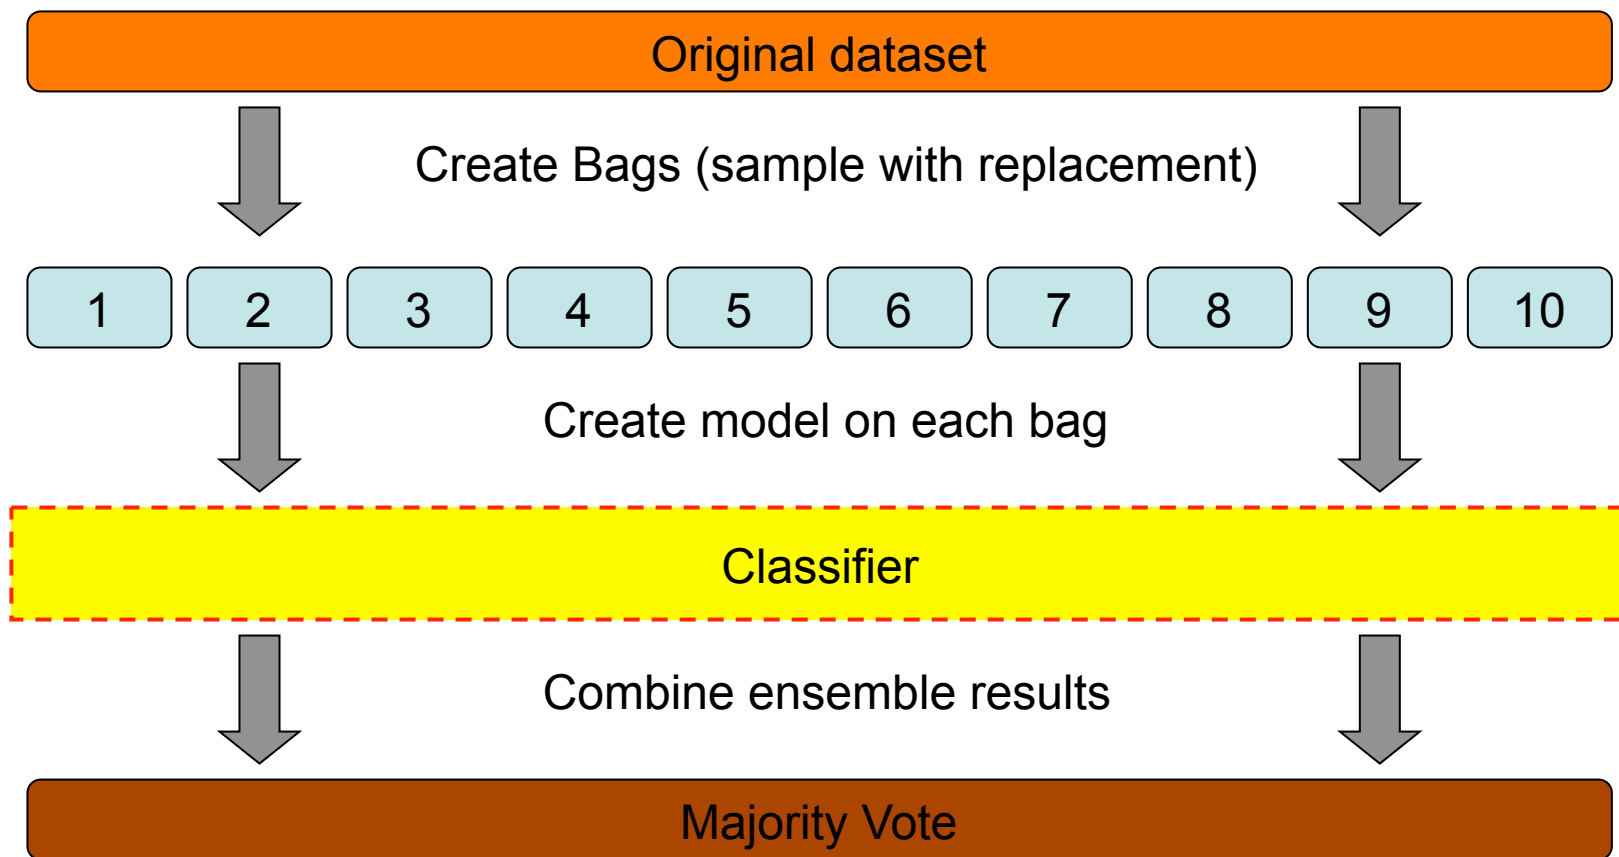 Original dataset
Create Bags (sample with replacement)
1 2 3 4 5 6 7 8 9 10
Create model on each bag
Classifier
Combine ensemble results
Majority Vote